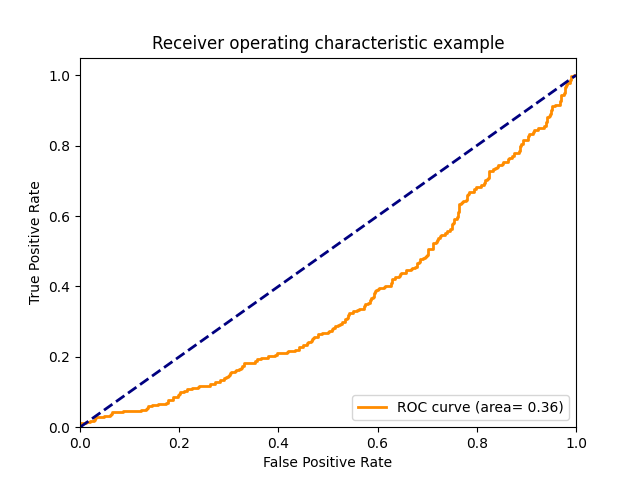 Receiver operating characteristic example
True Positive Rate
1.0
0.8
0.6
0.4
0.2
0.0
ROC curve (area= 0.36)
0.0 0.2 0.4 0.6 0.8 1.0
False Positive Rate